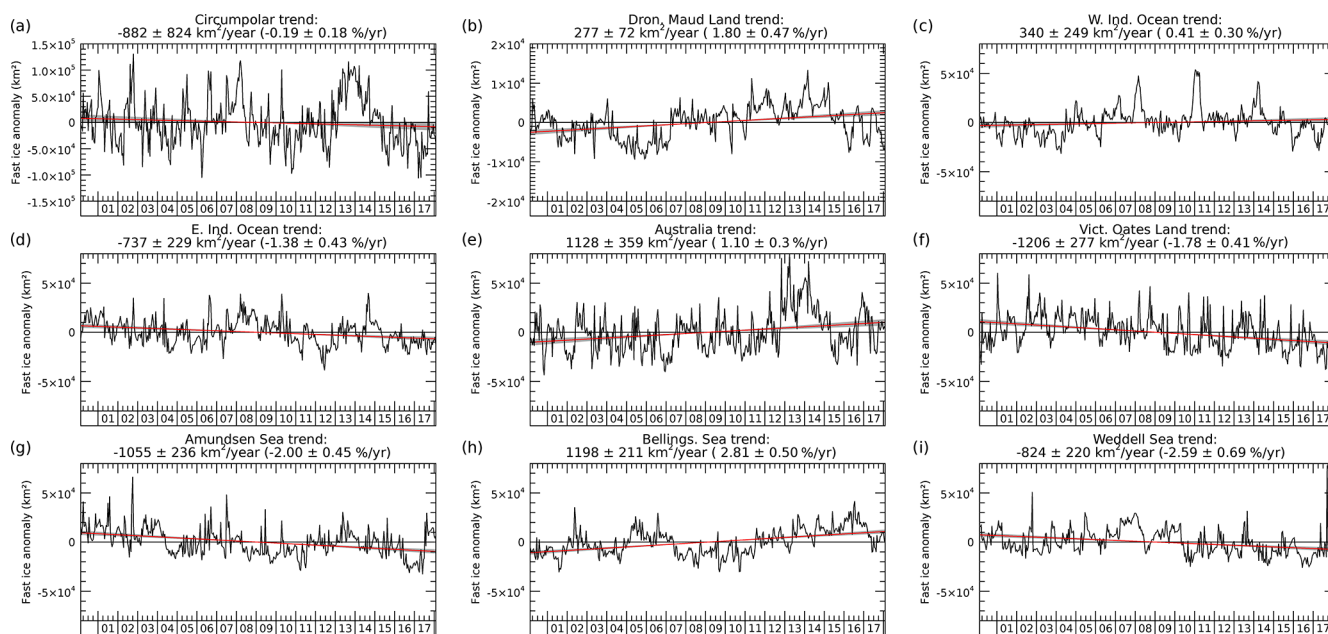 (a)
Circumpolar trend:
-882 ± 824 km²/year (-0.19 ± 0.18 %/yr)
Fast ice anomaly (km²)
1.5×10⁵
1.0×10⁵
5.0×10⁴
0
-5.0×10⁴
-1.0×10⁵
-1.5×10⁵
01 02 03 04 05 06 07 08 09 10 11 12 13 14 15 16 17
(b)
Dron. Maud Land trend:
277 ± 72 km²/year ( 1.80 ± 0.47 %/yr)
Fast ice anomaly (km²)
2×10⁴
1×10⁴
0
-1×10⁴
-2×10⁴
01 02 03 04 05 06 07 08 09 10 11 12 13 14 15 16 17
(c)
W. Ind. Ocean trend:
340 ± 249 km²/year ( 0.41 ± 0.30 %/yr)
Fast ice anomaly (km²)
5×10⁴
0
-5×10⁴
01 02 03 04 05 06 07 08 09 10 11 12 13 14 15 16 17
(d)
E. Ind. Ocean trend:
-737 ± 229 km²/year (-1.38 ± 0.43 %/yr)
Fast ice anomaly (km²)
5×10⁴
0
-5×10⁴
01 02 03 04 05 06 07 08 09 10 11 12 13 14 15 16 17
(e)
Australia trend:
1128 ± 359 km²/year ( 1.10 ± 0.3 %/yr)
Fast ice anomaly (km²)
5×10⁴
0
-5×10⁴
01 02 03 04 05 06 07 08 09 10 11 12 13 14 15 16 17
(f)
Vict. Oates Land trend:
-1206 ± 277 km²/year (-1.78 ± 0.41 %/yr)
Fast ice anomaly (km²)
5×10⁴
0
-5×10⁴
01 02 03 04 05 06 07 08 09 10 11 12 13 14 15 16 17
(g)
Amundsen Sea trend:
-1055 ± 236 km²/year (-2.00 ± 0.45 %/yr)
Fast ice anomaly (km²)
5×10⁴
0
-5×10⁴
01 02 03 04 05 06 07 08 09 10 11 12 13 14 15 16 17
(h)
Bellings. Sea trend:
1198 ± 211 km²/year ( 2.81 ± 0.50 %/yr)
Fast ice anomaly (km²)
5×10⁴
0
-5×10⁴
01 02 03 04 05 06 07 08 09 10 11 12 13 14 15 16 17
(i)
Weddell Sea trend:
-824 ± 220 km²/year (-2.59 ± 0.69 %/yr)
Fast ice anomaly (km²)
5×10⁴
0
-5×10⁴
01 02 03 04 05 06 07 08 09 10 11 12 13 14 15 16 17